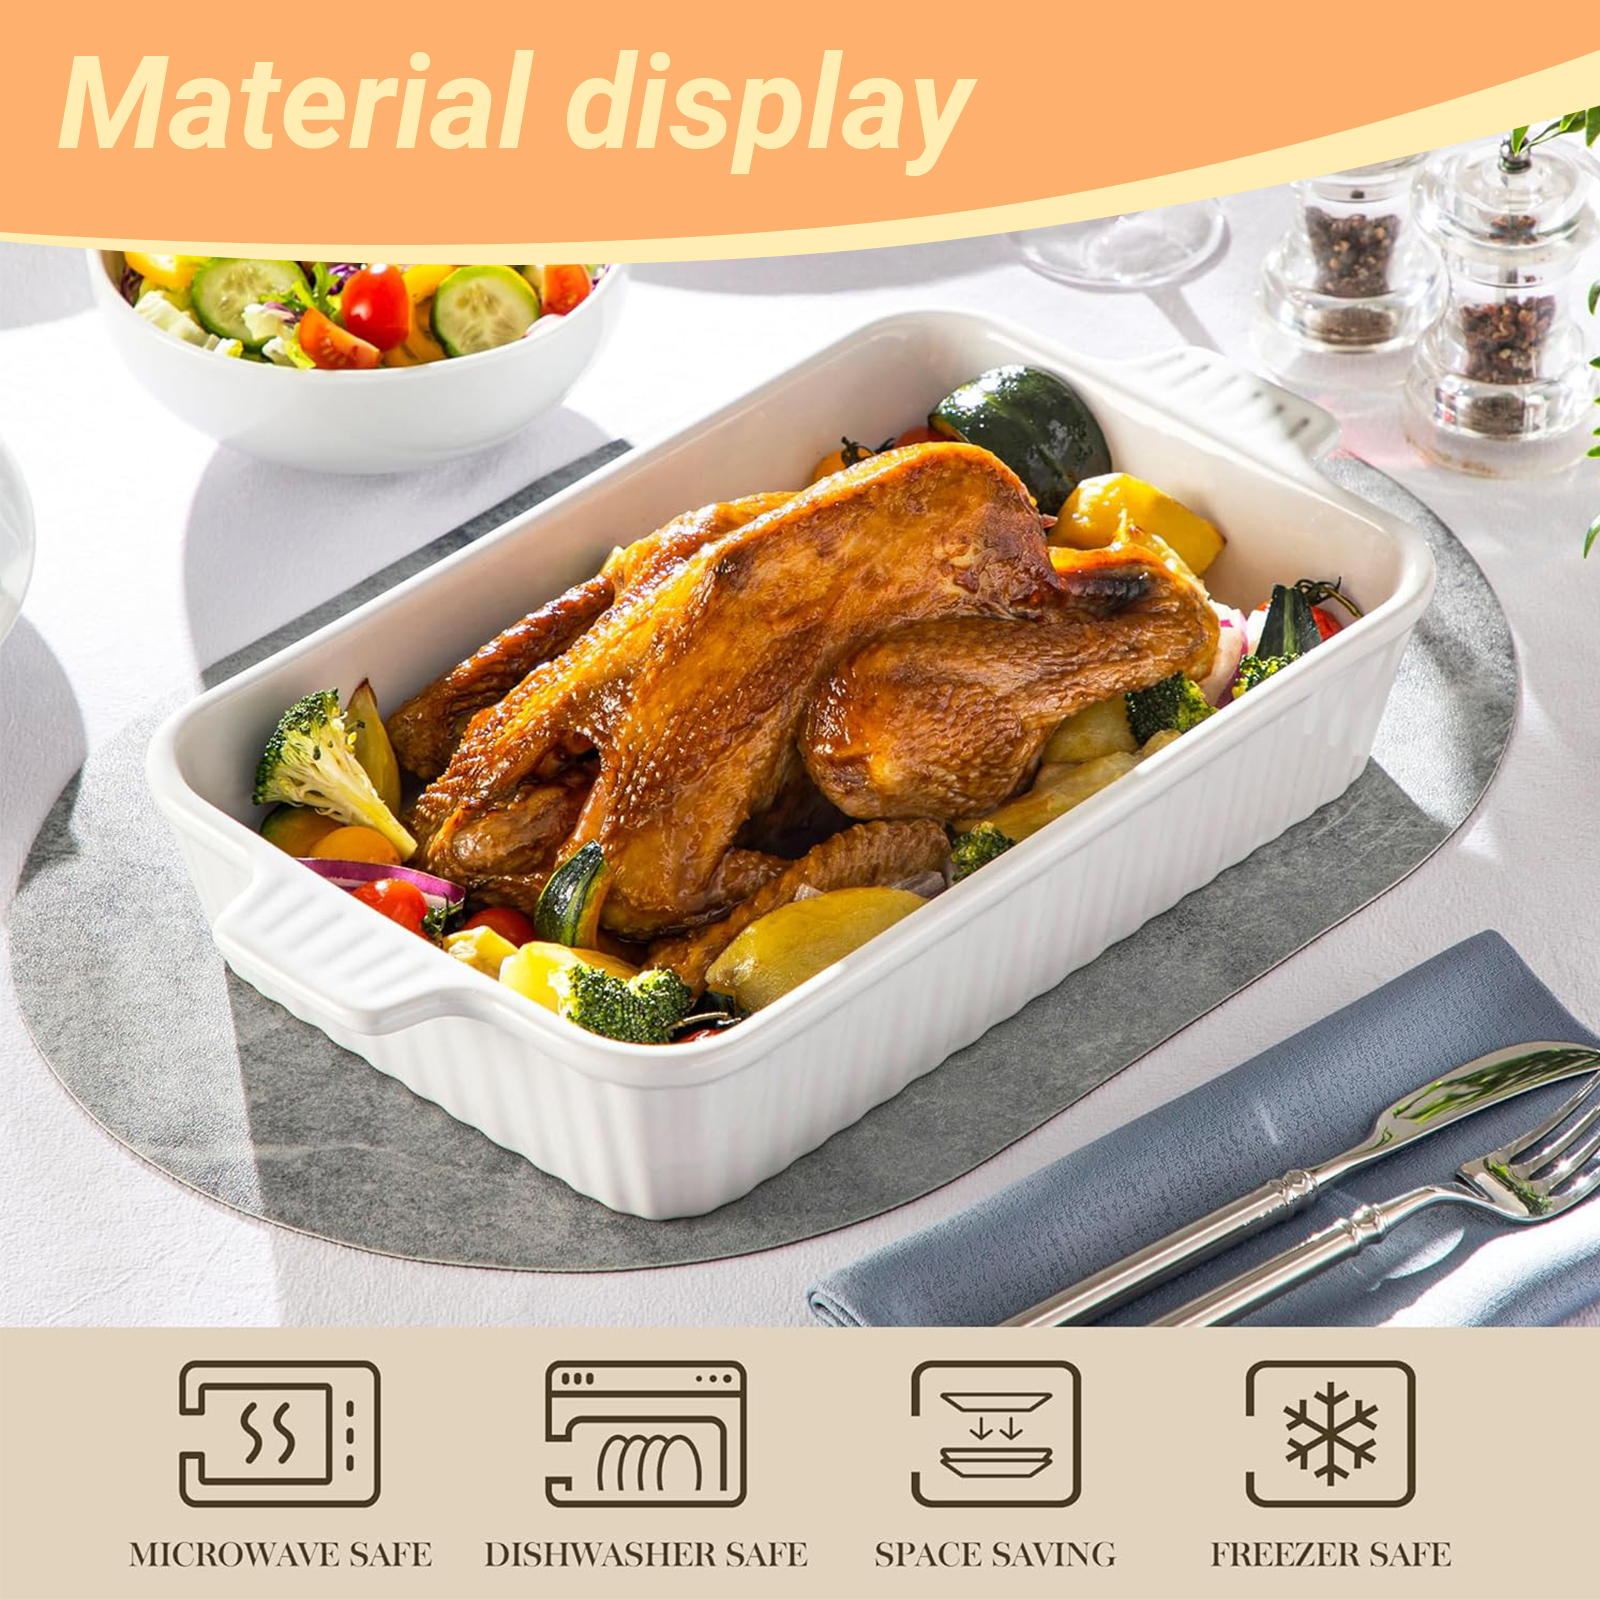 Material display
MICROWAVE SAFE
DISHWASHER SAFE
SPACE SAVING
FREEZER SAFE